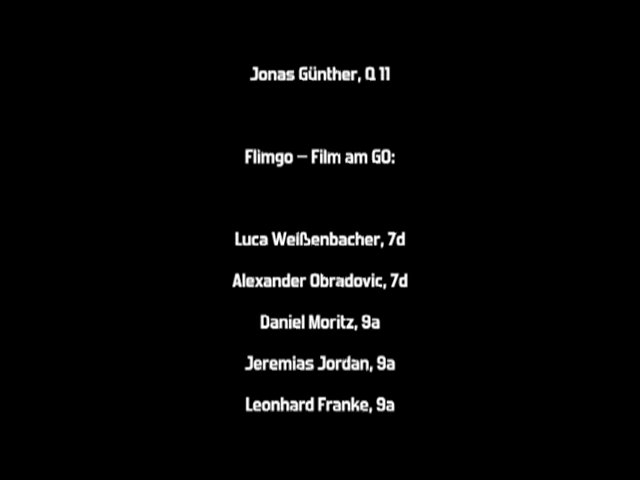 Jonas Günther, Q 11
Flimgo – Film am GO:
Luca Weißenbacher, 7d
Alexander Obradovic, 7d
Daniel Moritz, 9a
Jeremias Jordan, 9a
Leonhard Franke, 9a